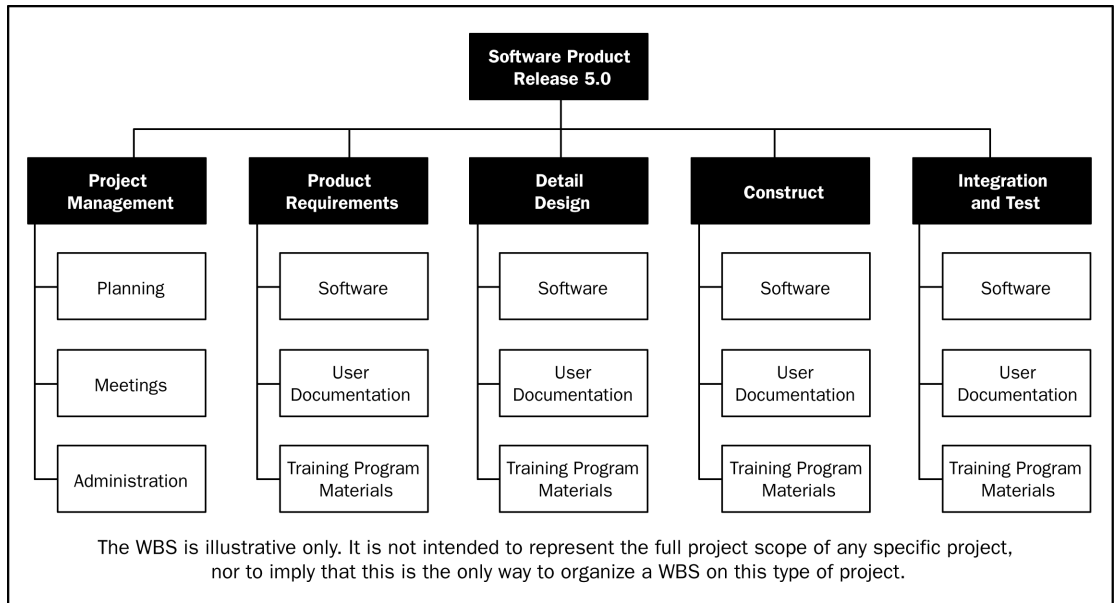 Software Product
Release 5.0
Project
Management
Product
Requirements
Detail
Design
Construct
Integration
and Test
Planning
Software
Software
Software
Software
Meetings
User
Documentation
User
Documentation
User
Documentation
User
Documentation
Administration
Training Program
Materials
Training Program
Materials
Training Program
Materials
Training Program
Materials
The WBS is illustrative only. It is not intended to represent the full project scope of any specific project,
nor to imply that this is the only way to organize a WBS on this type of project.